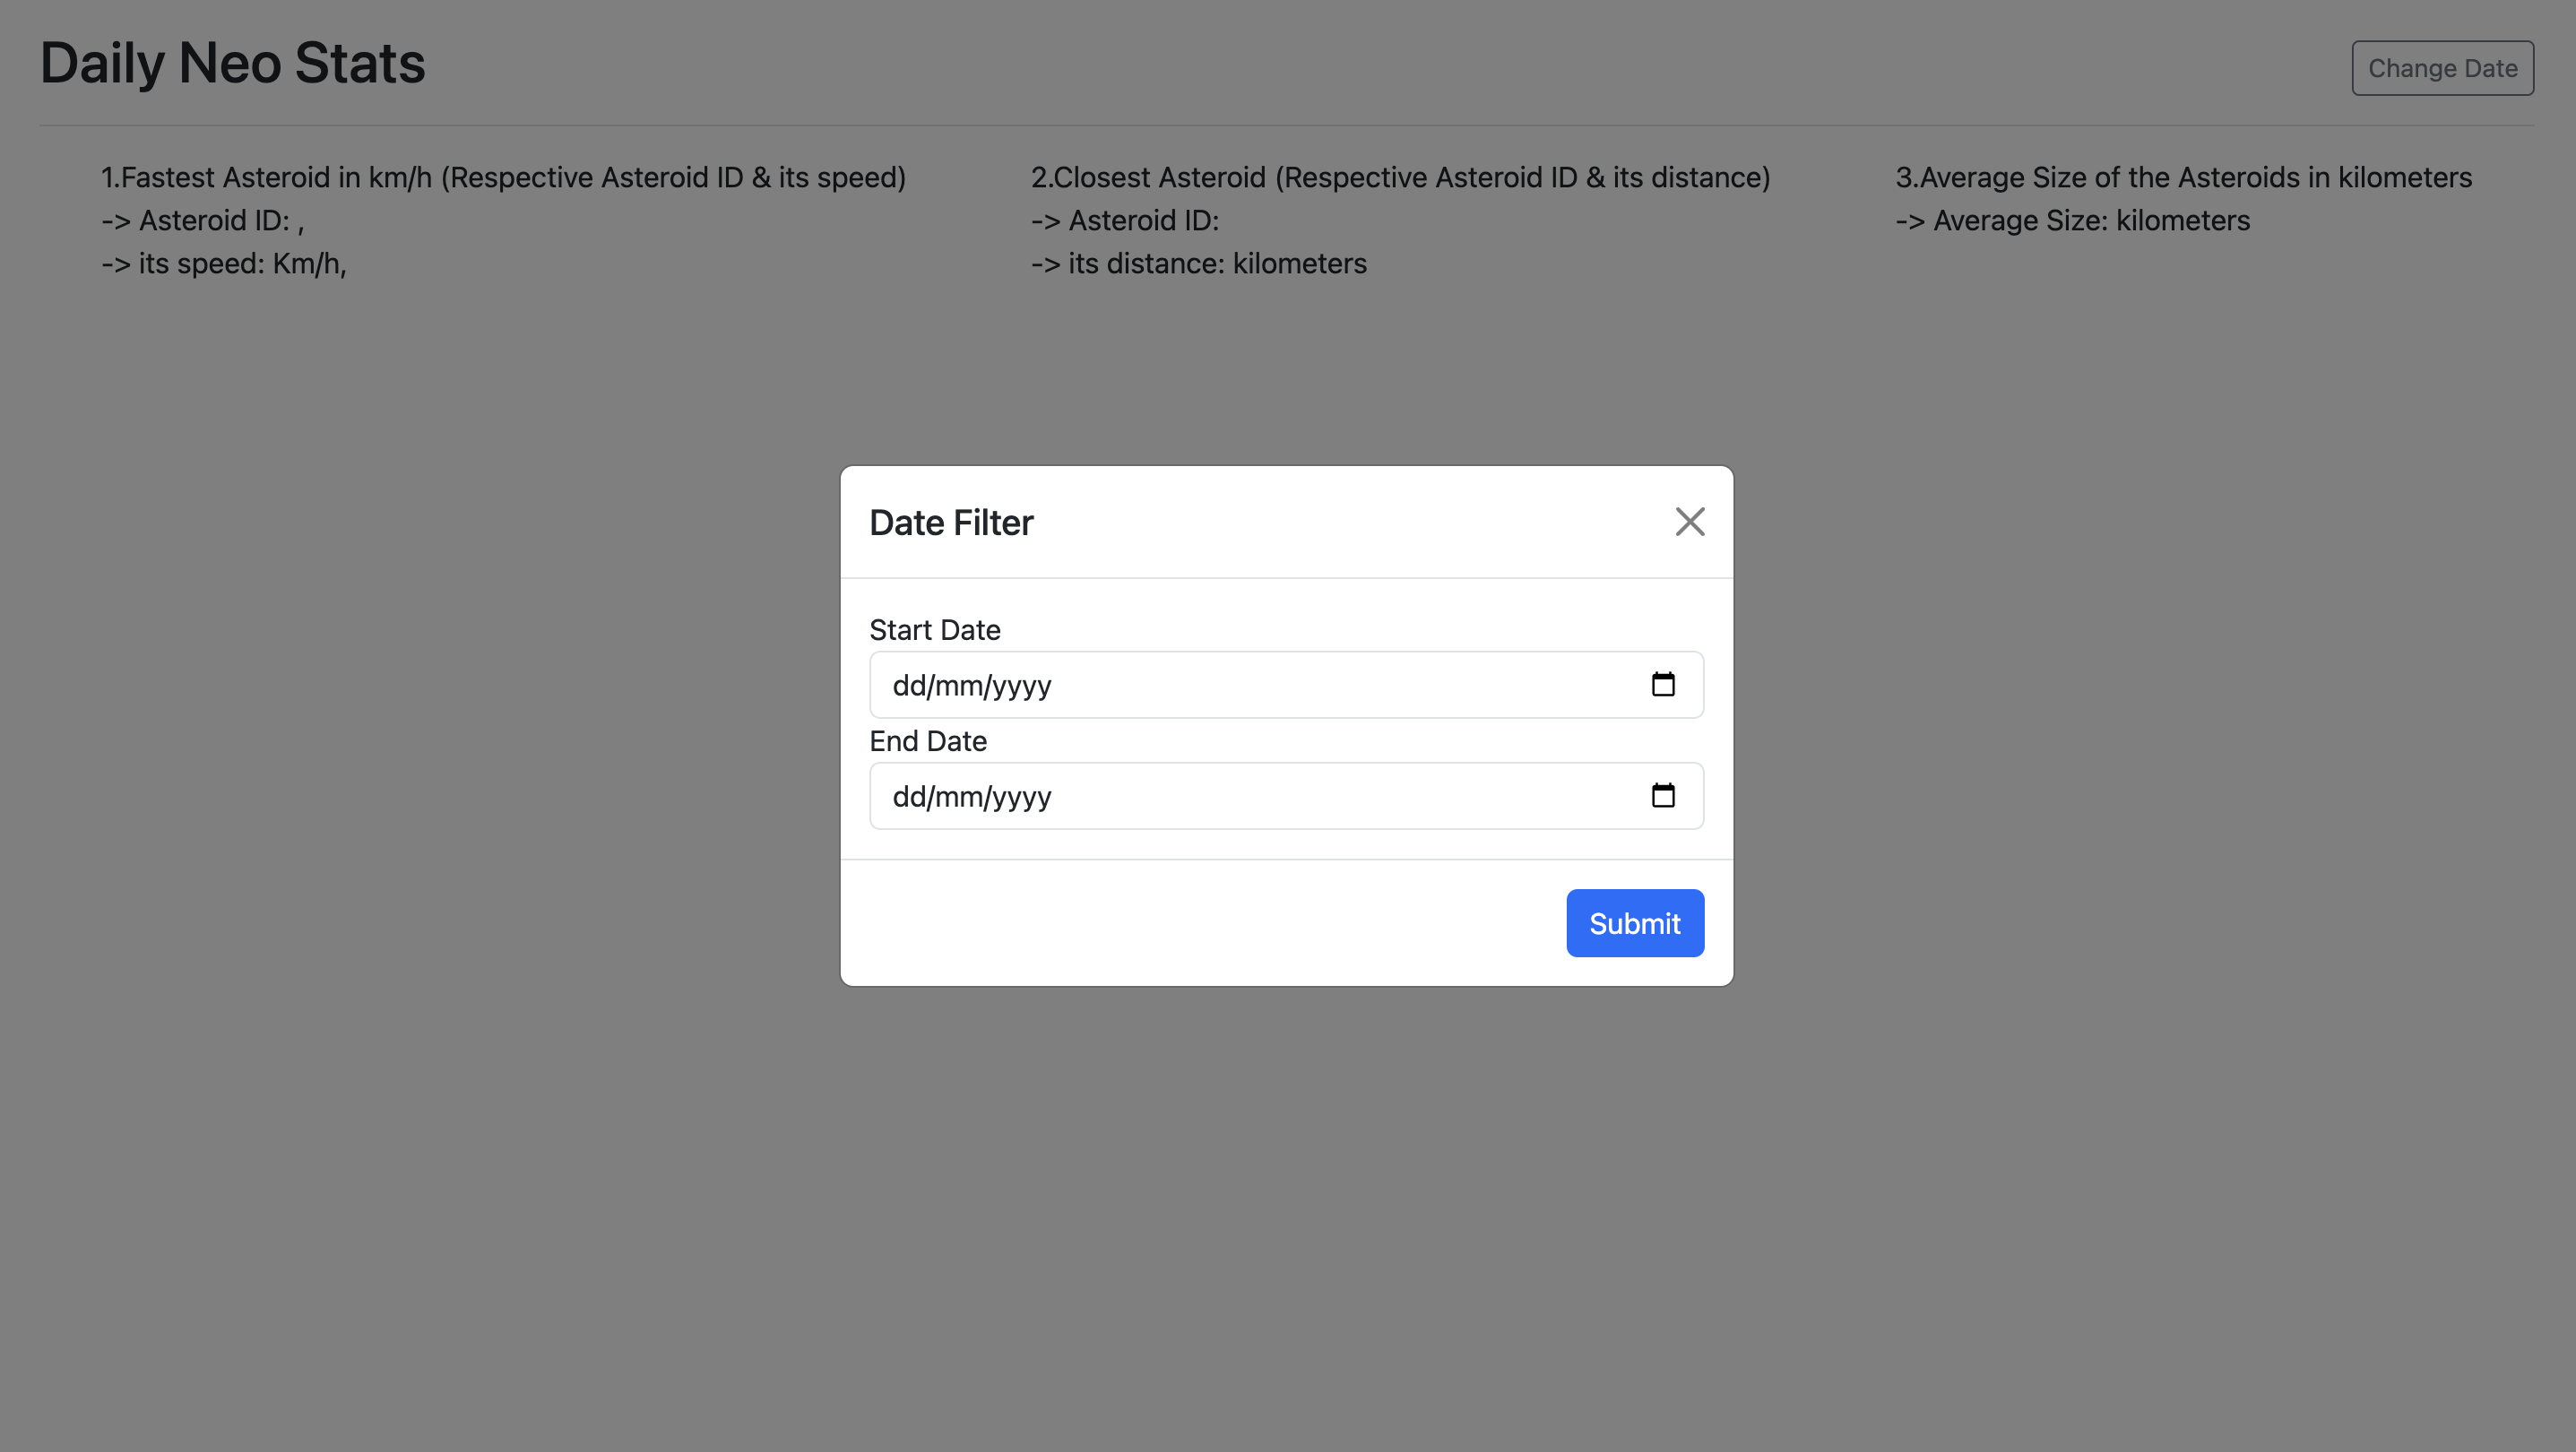 Daily Neo Stats
Change Date
1.Fastest Asteroid in km/h (Respective Asteroid ID & its speed)
-> Asteroid ID: ,
-> its speed: Km/h,
2.Closest Asteroid (Respective Asteroid ID & its distance)
-> Asteroid ID:
-> its distance: kilometers
3.Average Size of the Asteroids in kilometers
-> Average Size: kilometers
Date Filter
Start Date
dd/mm/yyyy
End Date
dd/mm/yyyy
Submit